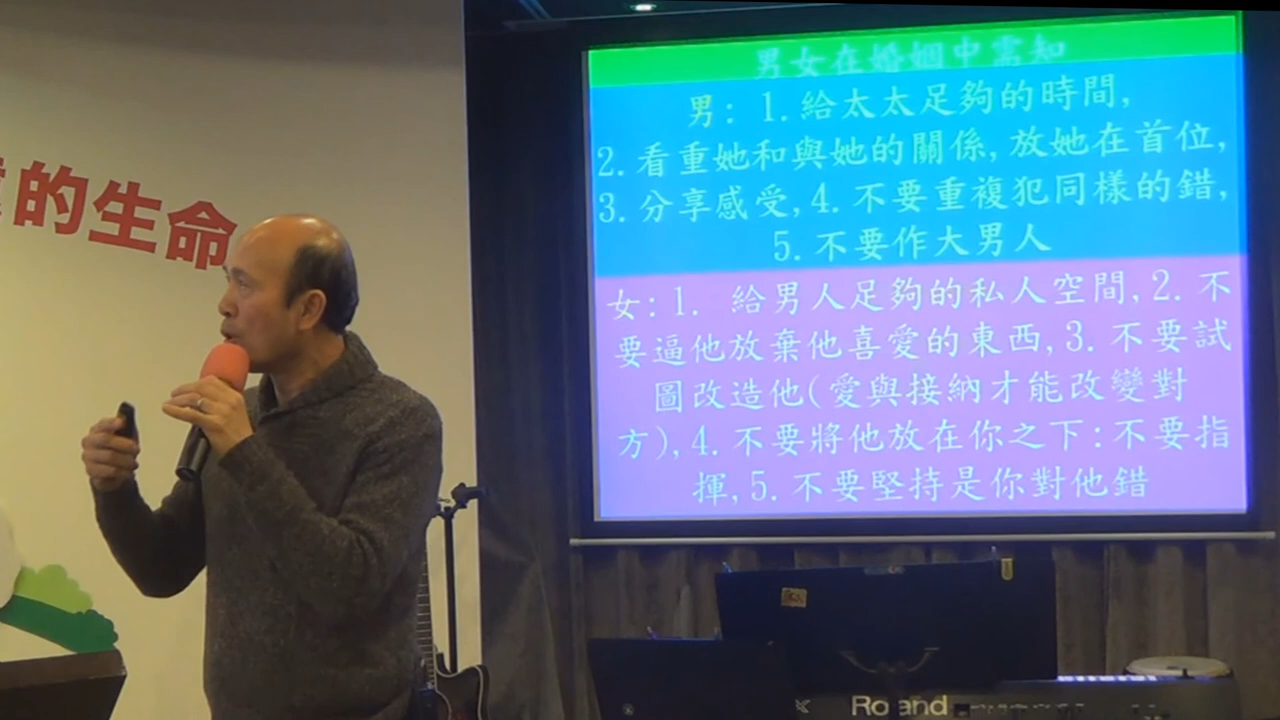 的生命
男女在婚姻中需知
男: 1.給太太足夠的時間,
2.看重她和與她的關係,放她在首位,
3.分享感受,4.不要重複犯同樣的錯,
5.不要作大男人
女:1. 給男人足夠的私人空間,2.不
要逼他放棄他喜愛的東西,3.不要試
圖改造他(愛與接納才能改變對
方),4.不要將他放在你之下:不要指
揮,5.不要堅持是你對他錯
Roland